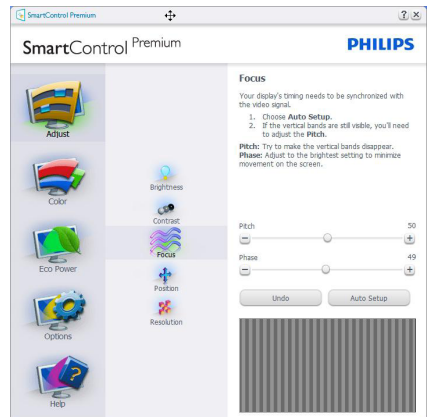 SmartControl Premium
SmartControl Premium
PHILIPS
Adjust
Color
Eco Power
Options
Help
Brightness
Contrast
Focus
Position
Resolution
Focus
Your display's timing needs to be synchronized with
the video signal.
1. Choose Auto Setup.
2. If the vertical bands are still visible, you'll need
to adjust the Pitch.
Pitch: Try to make the vertical bands disappear.
Phase: Adjust to the brightest setting to minimize
movement on the screen.
Pitch 50
Phase 49
Undo Auto Setup